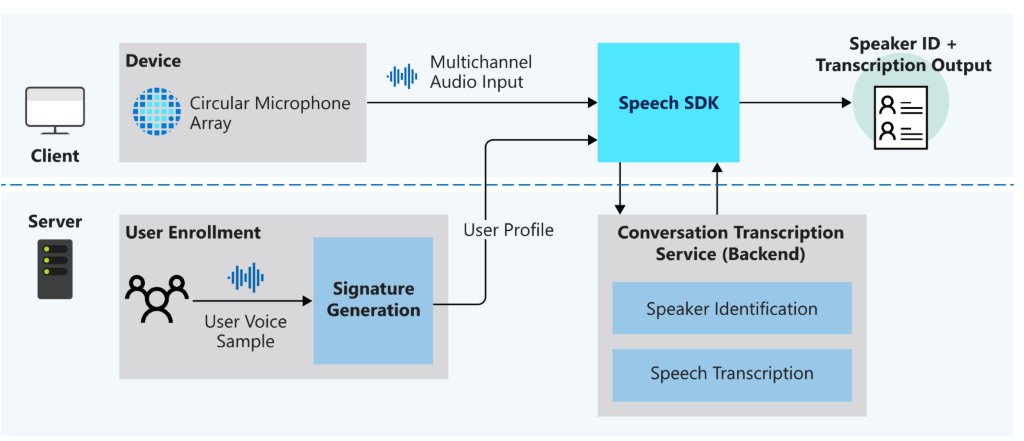 Client
Device
Circular Microphone
Array
Multichannel
Audio Input
Speech SDK
Speaker ID +
Transcription Output
Server
User Enrollment
User Voice
Sample
Signature
Generation
User Profile
Conversation Transcription
Service (Backend)
Speaker Identification
Speech Transcription